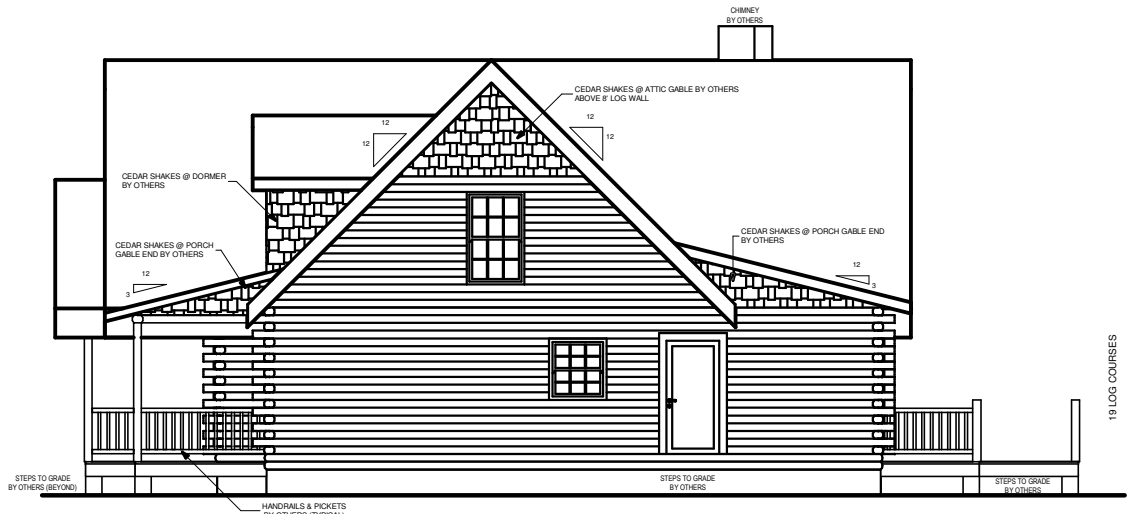 CHIMNEY
BY OTHERS
CEDAR SHAKES @ ATTIC GABLE BY OTHERS
ABOVE 8' LOG WALL
12
12
12
12
CEDAR SHAKES @ DORMER
BY OTHERS
CEDAR SHAKES @ PORCH
GABLE END BY OTHERS
CEDAR SHAKES @ PORCH GABLE END
BY OTHERS
12
3
12
3
19 LOG COURSES
STEPS TO GRADE
BY OTHERS (BEYOND)
STEPS TO GRADE
BY OTHERS
STEPS TO GRADE
BY OTHERS
HANDRAILS & PICKETS
BY OTHERS (TYPICAL)